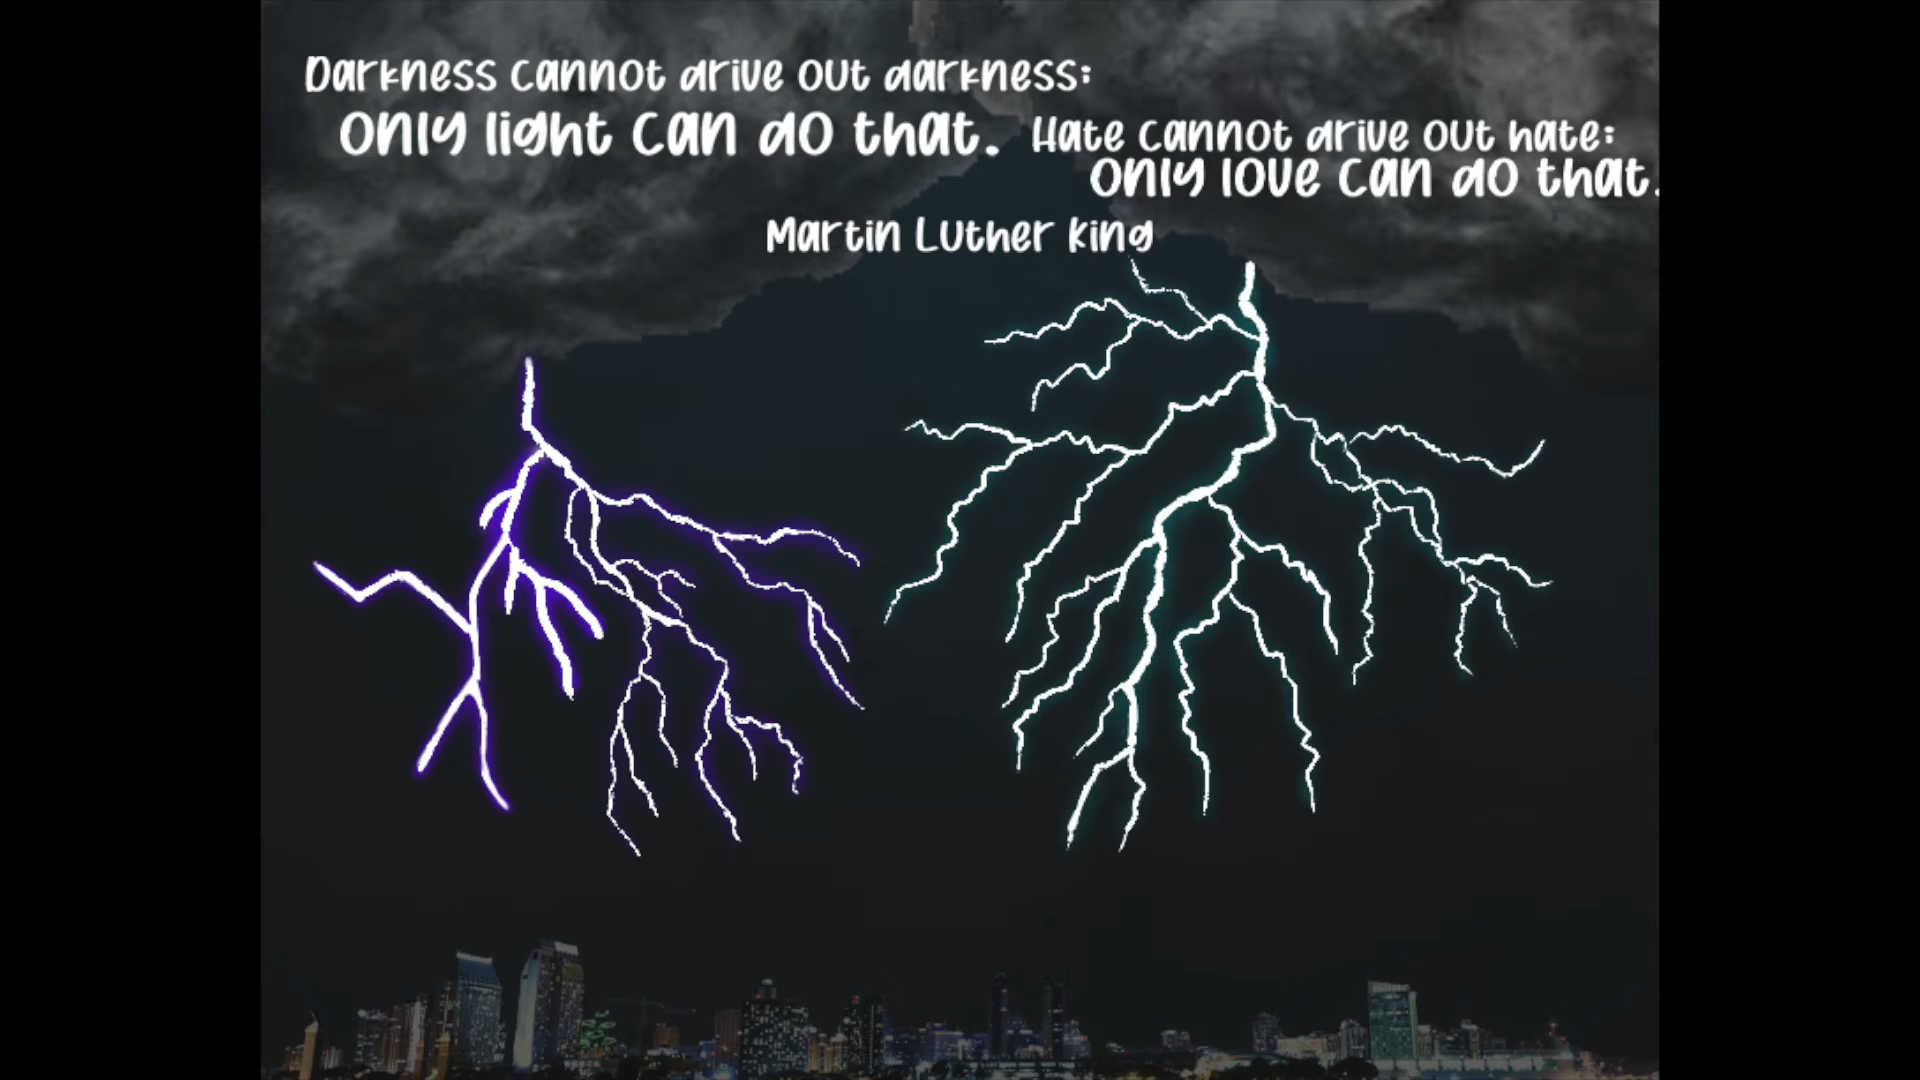 Darkness cannot drive out darkness:
only light can do that.
Hate cannot drive out hate:
only love can do that.
Martin Luther King